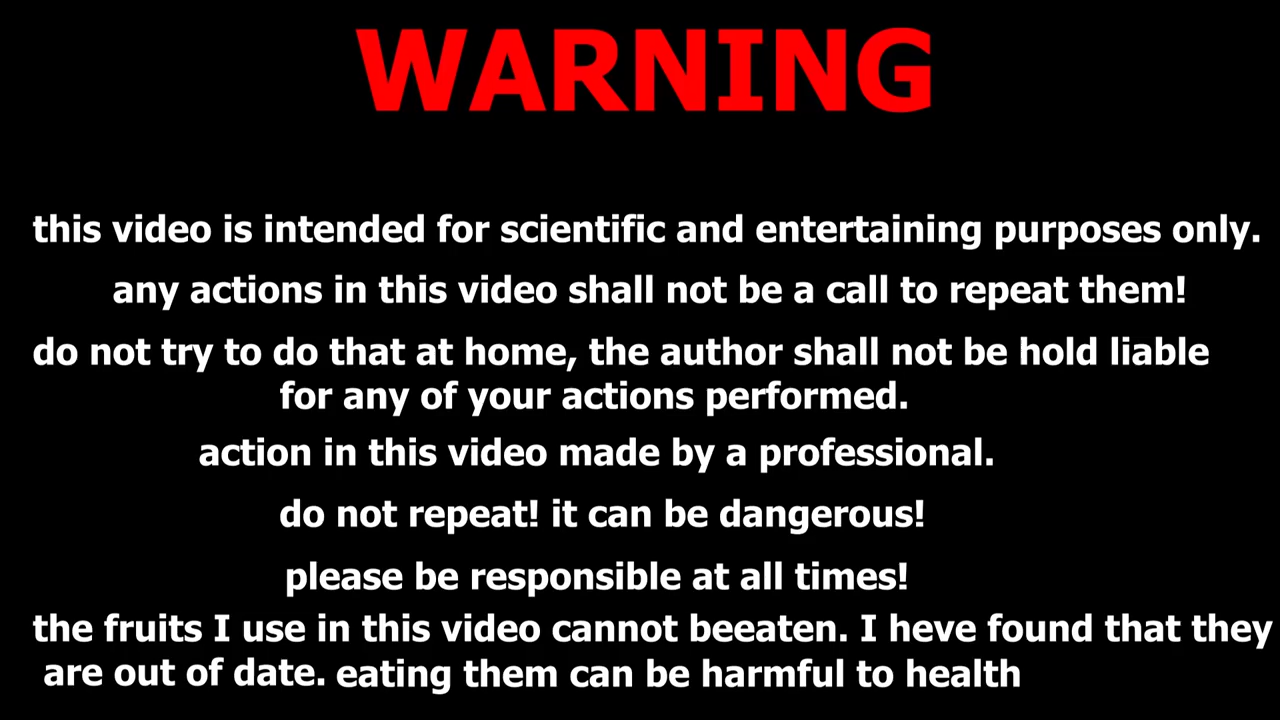 WARNING
this video is intended for scientific and entertaining purposes only.
any actions in this video shall not be a call to repeat them!
do not try to do that at home, the author shall not be hold liable
for any of your actions performed.
action in this video made by a professional.
do not repeat! it can be dangerous!
please be responsible at all times!
the fruits I use in this video cannot beeaten. I heve found that they
are out of date. eating them can be harmful to health